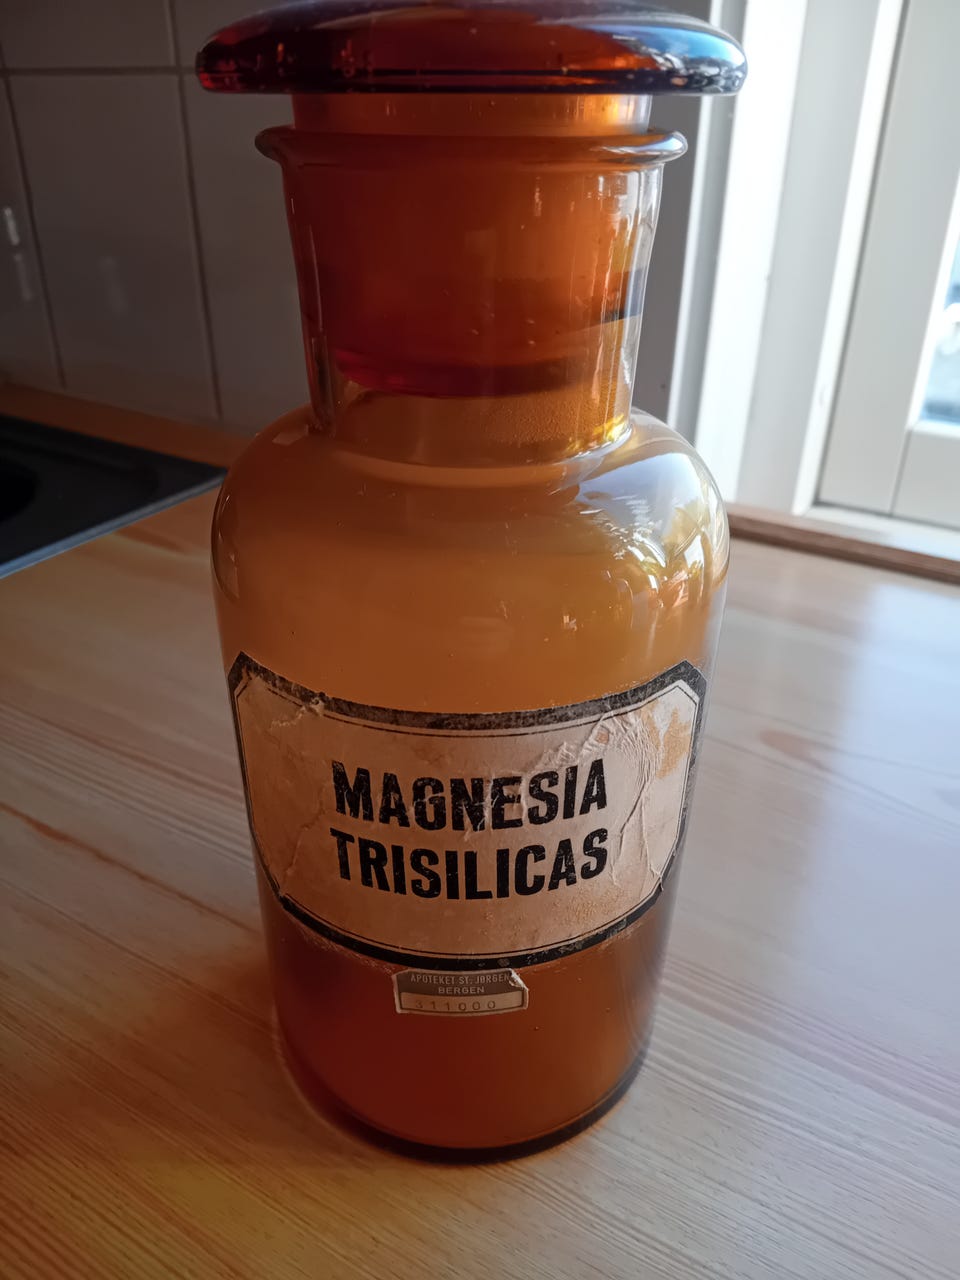 MAGNESIA
TRISILICAS
APOTEKET ST. JØRGEN
BERGEN
311000